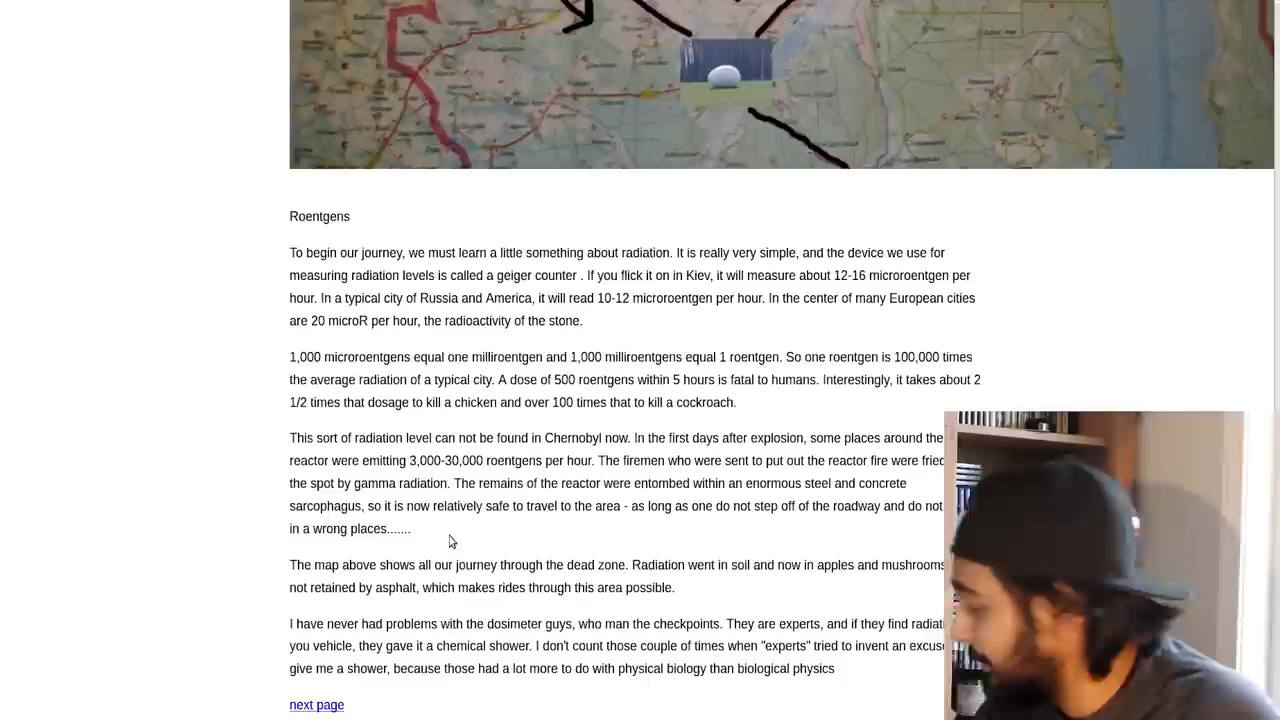 Roentgens
To begin our journey, we must learn a little something about radiation. It is really very simple, and the device we use for
measuring radiation levels is called a geiger counter . If you flick it on in Kiev, it will measure about 12-16 microroentgen per
hour. In a typical city of Russia and America, it will read 10-12 microroentgen per hour. In the center of many European cities
are 20 microR per hour, the radioactivity of the stone.
1,000 microroentgens equal one milliroentgen and 1,000 milliroentgens equal 1 roentgen. So one roentgen is 100,000 times
the average radiation of a typical city. A dose of 500 roentgens within 5 hours is fatal to humans. Interestingly, it takes about 2
1/2 times that dosage to kill a chicken and over 100 times that to kill a cockroach.
This sort of radiation level can not be found in Chernobyl now. In the first days after explosion, some places around the
reactor were emitting 3,000-30,000 roentgens per hour. The firemen who were sent to put out the reactor fire were fried
the spot by gamma radiation. The remains of the reactor were entombed within an enormous steel and concrete
sarcophagus, so it is now relatively safe to travel to the area - as long as one do not step off of the roadway and do not
in a wrong places.......
The map above shows all our journey through the dead zone. Radiation went in soil and now in apples and mushrooms
not retained by asphalt, which makes rides through this area possible.
I have never had problems with the dosimeter guys, who man the checkpoints. They are experts, and if they find radiati
you vehicle, they gave it a chemical shower. I don't count those couple of times when "experts" tried to invent an excus
give me a shower, because those had a lot more to do with physical biology than biological physics
next page